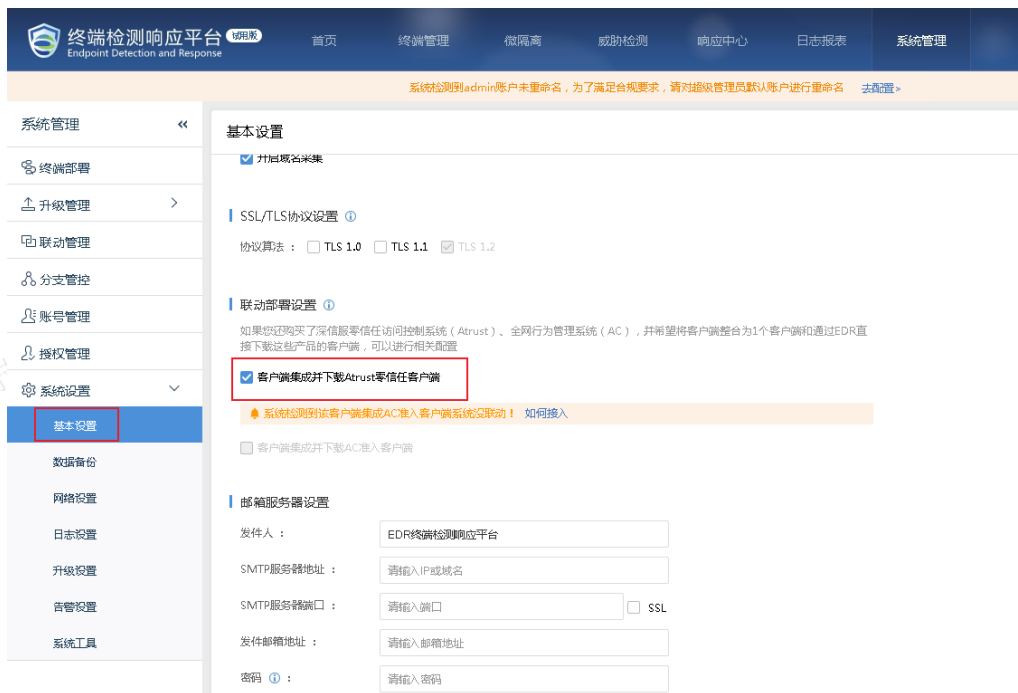 终端检测响应平台 试用版
Endpoint Detection and Response
首页 终端管理 微隔离 威胁检测 响应中心 日志报表 系统管理
系统检测到admin账户未重命名，为了满足合规要求，请对超级管理员默认账户进行重命名 去配置>
系统管理 «
终端部署
升级管理
联动管理
分支管控
账号管理
授权管理
系统设置
基本设置
数据备份
网络设置
日志设置
升级设置
告警设置
系统工具
基本设置
开启域名采集
SSL/TLS协议设置
协议算法 ： TLS 1.0 TLS 1.1 TLS 1.2
联动部署设置
如果您还购买了深信服零信任访问控制系统（Atrust）、全网行为管理系统（AC），并希望将客户端整合为1个客户端和通过EDR直
接下载这些产品的客户端，可以进行相关配置
客户端集成并下载Atrust零信任客户端
系统检测到该客户端集成AC准入客户端系统没联动！ 如何接入
客户端集成并下载AC准入客户端
邮箱服务器设置
发件人 ： EDR终端检测响应平台
SMTP服务器地址 ： 请输入IP或域名
SMTP服务器端口 ： 请输入端口 SSL
发件邮箱地址 ： 请输入邮箱地址
密码 ： 请输入密码